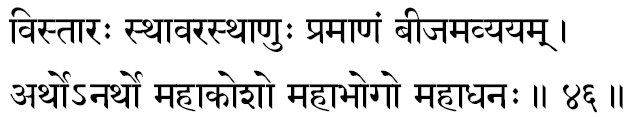 विस्तारः स्थावरस्थाणुः प्रमाणं बीजमव्ययम् ।
अर्थोऽनर्थो महाकोशो महाभोगो महाधनः ॥ ४६ ॥